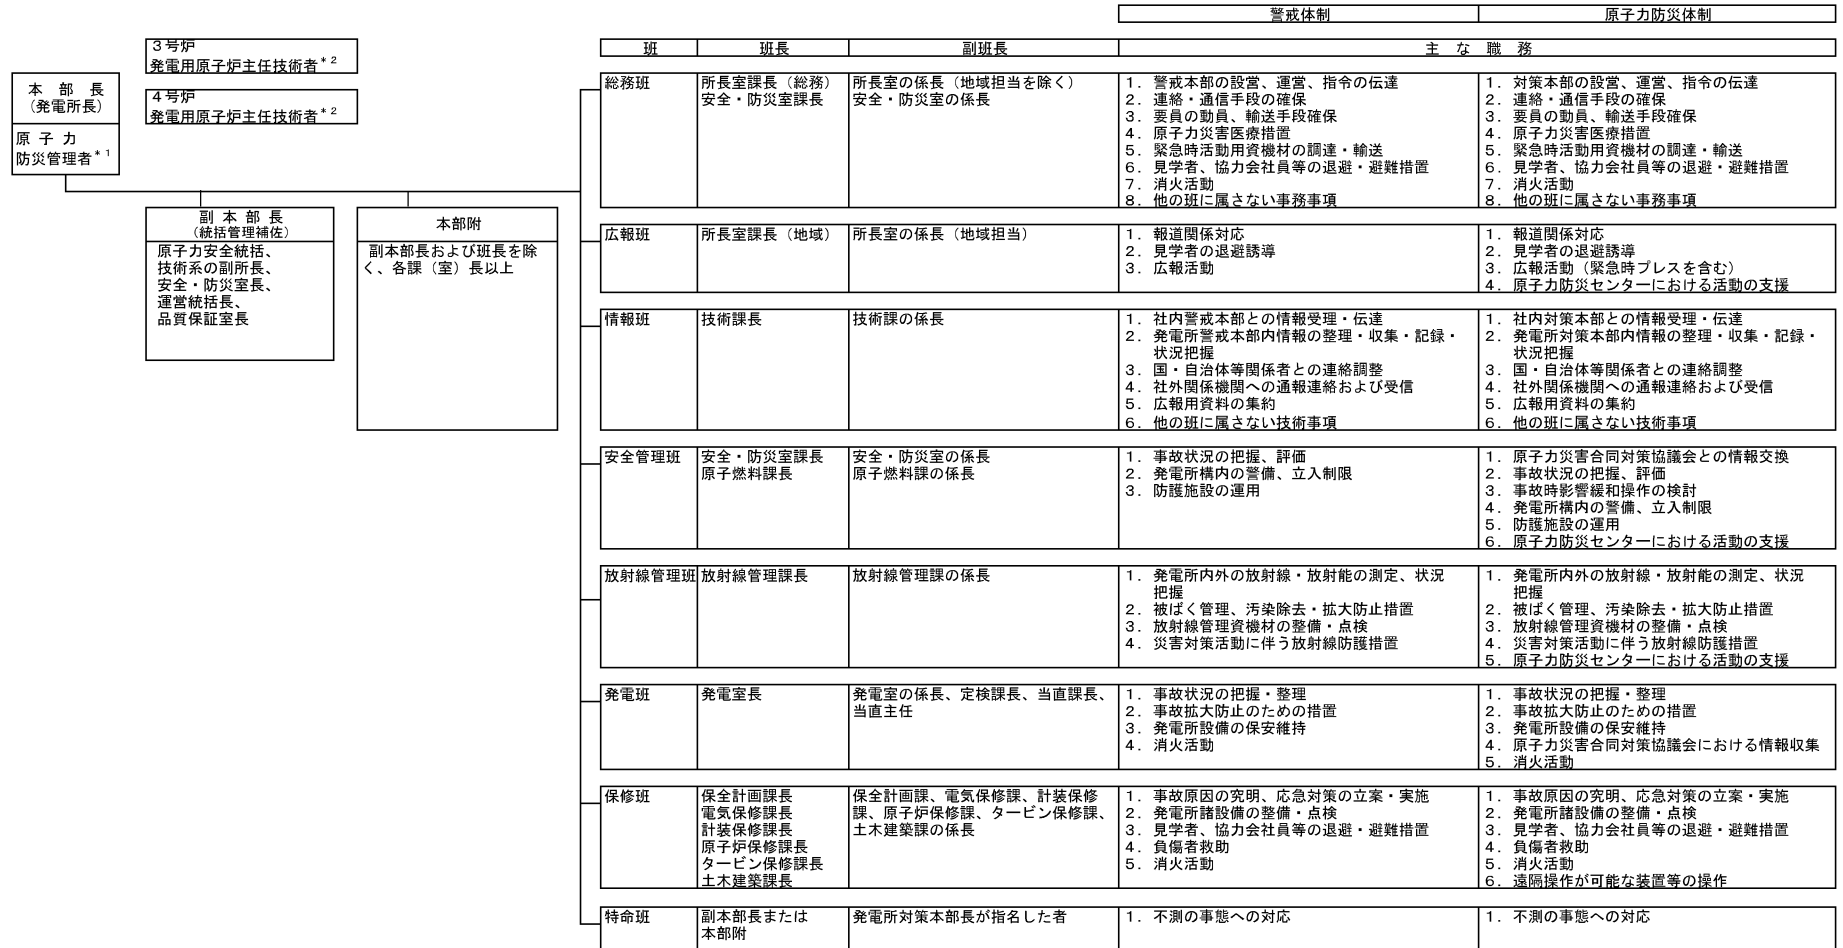 警戒体制
原子力防災体制
班
班長
副班長
主 な 職 務
3号炉
発電用原子炉主任技術者*2
4号炉
発電用原子炉主任技術者*2
本 部 長
(発電所長)
原 子 力
防災管理者*1
副 本 部 長
(統括管理補佐)
原子力安全統括、
技術系の副所長、
安全・防災室長、
運営統括長、
品質保証室長
本部附
副本部長および班長を除
く、各課(室)長以上
総務班
所長室課長(総務)
安全・防災室課長
所長室の係長(地域担当を除く)
安全・防災室の係長
1. 警戒本部の設営、運営、指令の伝達
2. 連絡・通信手段の確保
3. 要員の動員、輸送手段確保
4. 原子力災害医療措置
5. 緊急時活動用資機材の調達・輸送
6. 見学者、協力会社員等の退避・避難措置
7. 消火活動
8. 他の班に属さない事務事項
1. 対策本部の設営、運営、指令の伝達
2. 連絡・通信手段の確保
3. 要員の動員、輸送手段確保
4. 原子力災害医療措置
5. 緊急時活動用資機材の調達・輸送
6. 見学者、協力会社員等の退避・避難措置
7. 消火活動
8. 他の班に属さない事務事項
広報班
所長室課長(地域)
所長室の係長(地域担当)
1. 報道関係対応
2. 見学者の退避誘導
3. 広報活動
1. 報道関係対応
2. 見学者の退避誘導
3. 広報活動(緊急時プレスを含む)
4. 原子力防災センターにおける活動の支援
情報班
技術課長
技術課の係長
1. 社内警戒本部との情報受理・伝達
2. 発電所警戒本部内情報の整理・収集・記録・
状況把握
3. 国・自治体等関係者との連絡調整
4. 社外関係機関への通報連絡および受信
5. 広報用資料の集約
6. 他の班に属さない技術事項
1. 社内対策本部との情報受理・伝達
2. 発電所対策本部内情報の整理・収集・記録・
状況把握
3. 国・自治体等関係者との連絡調整
4. 社外関係機関への通報連絡および受信
5. 広報用資料の集約
6. 他の班に属さない技術事項
安全管理班
安全・防災室課長
原子燃料課長
安全・防災室の係長
原子燃料課の係長
1. 事故状況の把握、評価
2. 発電所構内の警備、立入制限
3. 防護施設の運用
1. 原子力災害合同対策協議会との情報交換
2. 事故状況の把握、評価
3. 事故時影響緩和操作の検討
4. 発電所構内の警備、立入制限
5. 防護施設の運用
6. 原子力防災センターにおける活動の支援
放射線管理班
放射線管理課長
放射線管理課の係長
1. 発電所内外の放射線・放射能の測定、状況
把握
2. 被ばく管理、汚染除去・拡大防止措置
3. 放射線管理資機材の整備・点検
4. 災害対策活動に伴う放射線防護措置
1. 発電所内外の放射線・放射能の測定、状況
把握
2. 被ばく管理、汚染除去・拡大防止措置
3. 放射線管理資機材の整備・点検
4. 災害対策活動に伴う放射線防護措置
5. 原子力防災センターにおける活動の支援
発電班
発電室長
発電室の係長、定検課長、当直課長、
当直主任
1. 事故状況の把握・整理
2. 事故拡大防止のための措置
3. 発電所設備の保安維持
4. 消火活動
1. 事故状況の把握・整理
2. 事故拡大防止のための措置
3. 発電所設備の保安維持
4. 原子力災害合同対策協議会における情報収集
5. 消火活動
保修班
保全計画課長
電気保修課長
計装保修課長
原子炉保修課長
タービン保修課長
土木建築課長
保全計画課、電気保修課、計装保修
課、原子炉保修課、タービン保修課、
土木建築課の係長
1. 事故原因の究明、応急対策の立案・実施
2. 発電所諸設備の整備・点検
3. 見学者、協力会社員等の退避・避難措置
4. 負傷者救助
5. 消火活動
1. 事故原因の究明、応急対策の立案・実施
2. 発電所諸設備の整備・点検
3. 見学者、協力会社員等の退避・避難措置
4. 負傷者救助
5. 消火活動
6. 遠隔操作が可能な装置等の操作
特命班
副本部長または
本部附
発電所対策本部長が指名した者
1. 不測の事態への対応
1. 不測の事態への対応